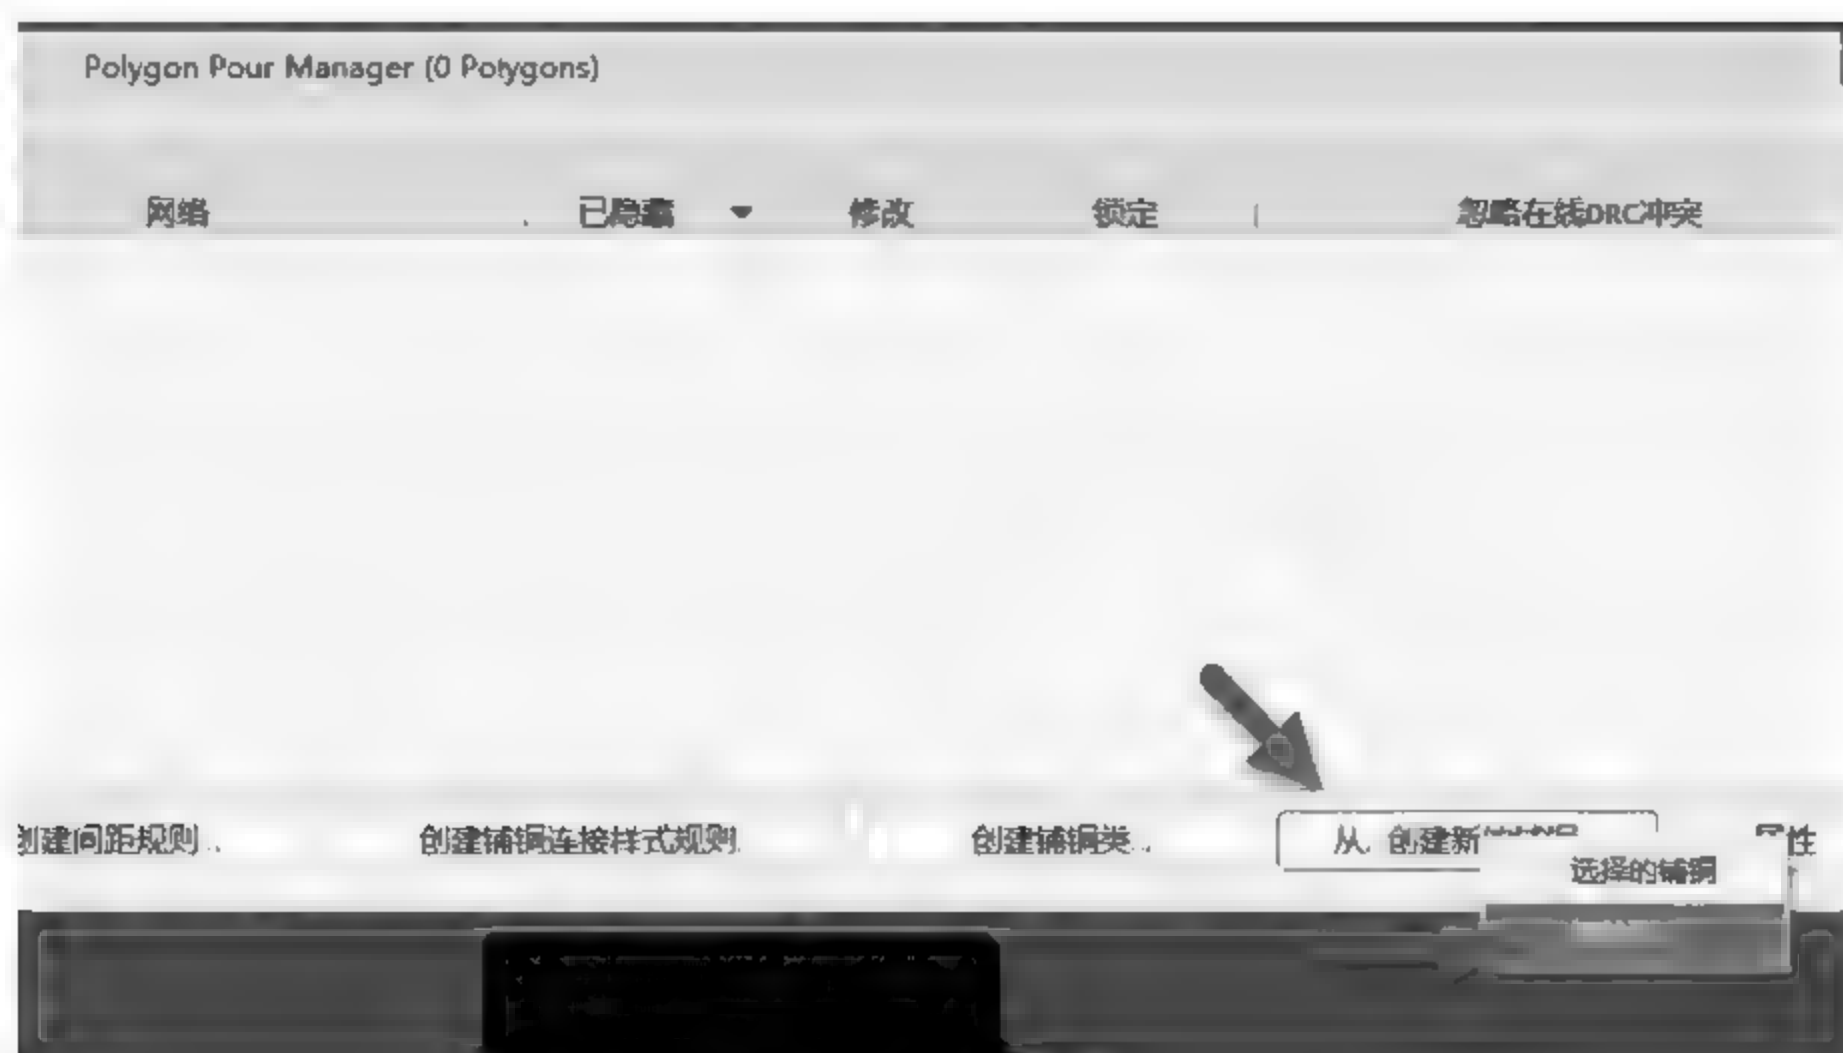 Polygon Pour Manager (0 Polygons)
网络 已隐藏 修改 锁定 忽略在线DRC冲突
创建间距规则... 创建铺铜连接样式规则. 创建铺铜类... 从. 创建新 属性
选择的铺铜